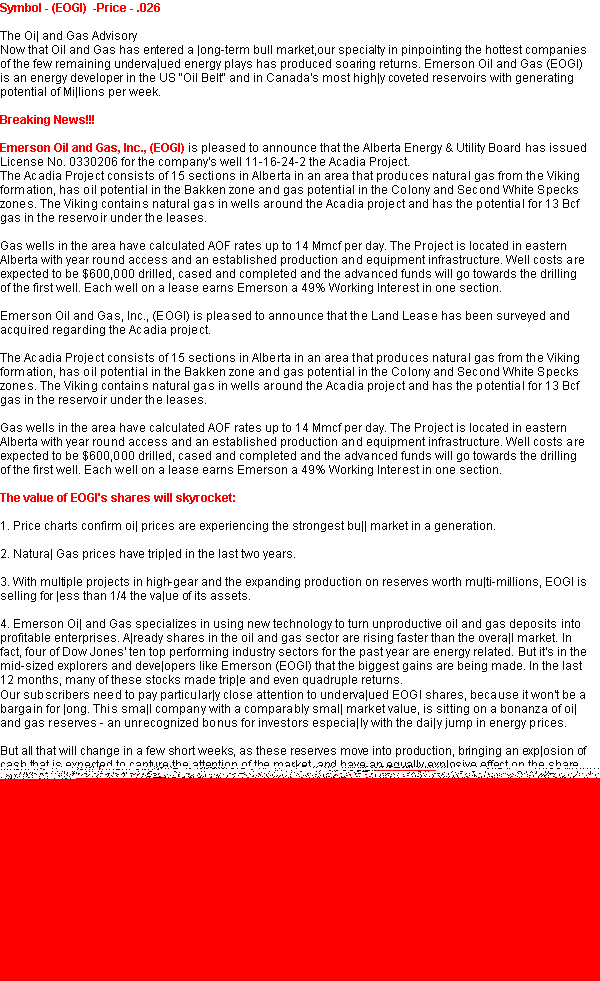 Symbol - (EOGI)  -Price - .026
The Oi| and Gas Advisory
Now that Oil and Gas has entered a |ong-term bull market,our specialty in pinpointing the hottest companies
of the few remaining underva|ued energy plays has produced soaring returns. Emerson Oil and Gas (EOGI)
is an energy developer in the US "Oil Belt" and in Canada's most high|y coveted reservoirs with generating
potential of Mi|lions per week.
Breaking News!!!
Emerson Oil and Gas, Inc., (EOGI) is pleased to announce that the Alberta Energy & Utility Board has issued
License No. 0330206 for the company's well 11-16-24-2 the Acadia Project.
The Acadia Project consists of 15 sections in Alberta in an area that produces natural gas from the Viking
formation, has oil potential in the Bakken zone and gas potential in the Colony and Second White Specks
zones. The Viking contains natural gas in wells around the Acadia project and has the potential for 13 Bcf
gas in the reservoir under the leases.
Gas wells in the area have calculated AOF rates up to 14 Mmcf per day. The Project is located in eastern
Alberta with year round access and an established production and equipment infrastructure. Well costs are
expected to be $600,000 drilled, cased and completed and the advanced funds will go towards the drilling
of the first well. Each well on a lease earns Emerson a 49% Working Interest in one section.
Emerson Oil and Gas, Inc., (EOGI) is pleased to announce that the Land Lease has been surveyed and
acquired regarding the Acadia project.
The Acadia Project consists of 15 sections in Alberta in an area that produces natural gas from the Viking
formation, has oil potential in the Bakken zone and gas potential in the Colony and Second White Specks
zones. The Viking contains natural gas in wells around the Acadia project and has the potential for 13 Bcf
gas in the reservoir under the leases.
Gas wells in the area have calculated AOF rates up to 14 Mmcf per day. The Project is located in eastern
Alberta with year round access and an established production and equipment infrastructure. Well costs are
expected to be $600,000 drilled, cased and completed and the advanced funds will go towards the drilling
of the first well. Each well on a lease earns Emerson a 49% Working Interest in one section.
The value of EOGI's shares will skyrocket:
1. Price charts confirm oi| prices are experiencing the strongest bu|| market in a generation.
2. Natura| Gas prices have trip|ed in the last two years.
3. With multiple projects in high-gear and the expanding production on reserves worth mu|ti-millions, EOGI is
selling for |ess than 1/4 the va|ue of its assets.
4. Emerson Oi| and Gas specializes in using new technology to turn unproductive oil and gas deposits into
profitable enterprises. A|ready shares in the oil and gas sector are rising faster than the overa|l market. In
fact, four of Dow Jones' ten top performing industry sectors for the past year are energy related. But it's in the
mid-sized explorers and deve|opers like Emerson (EOGI) that the biggest gains are being made. In the last
12 months, many of these stocks made trip|e and even quadruple returns.
Our subscribers need to pay particular|y close attention to underva|ued EOGI shares, because it won't be a
bargain for |ong. This sma|l company with a comparably smal| market value, is sitting on a bonanza of oi|
and gas reserves - an unrecognized bonus for investors especia|ly with the dai|y jump in energy prices.
But all that will change in a few short weeks, as these reserves move into production, bringing an exp|osion of
cash that is expected to capture the attention of the market, and have an equally explosive effect on the share